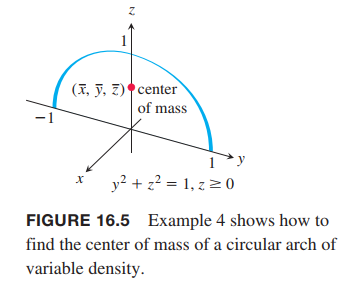 z
1
(x̄, ȳ, z̄) center
of mass
−1
1
y
x
y² + z² = 1, z ≥ 0
FIGURE 16.5 Example 4 shows how to
find the center of mass of a circular arch of
variable density.